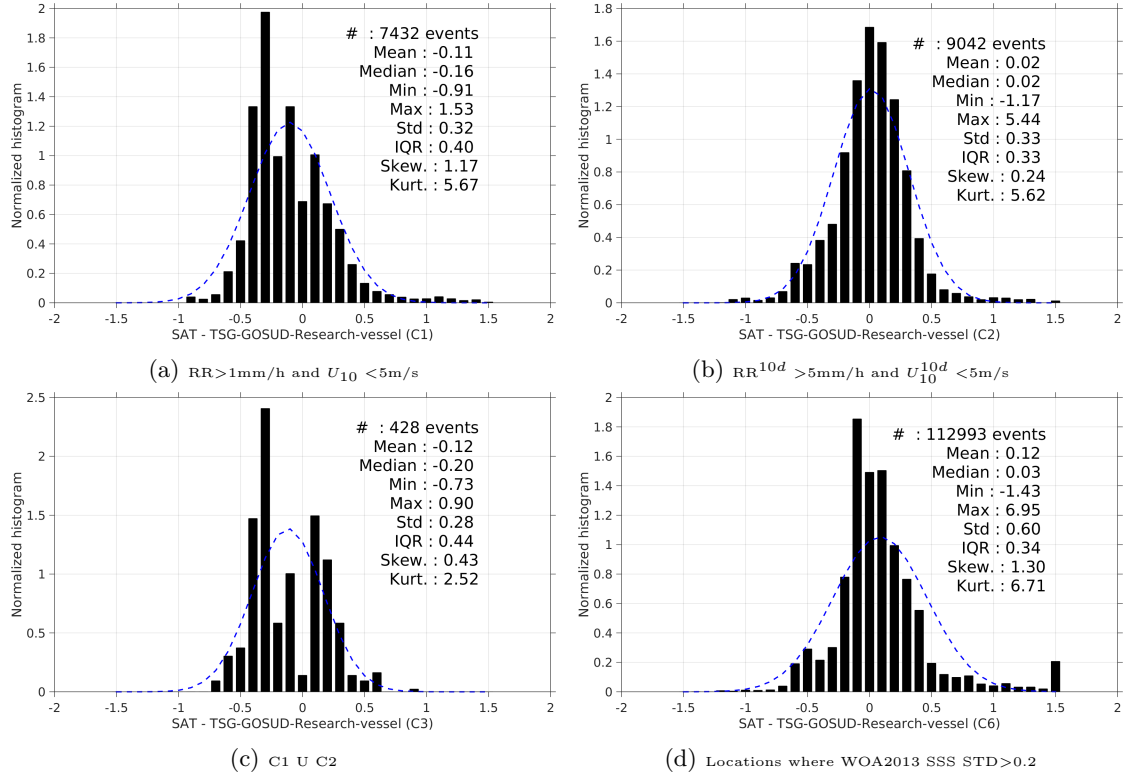 2
1.8
1.6
1.4
1.2
1
0.8
0.6
0.4
0.2
0
Normalized histogram
# : 7432 events
Mean : -0.11
Median : -0.16
Min : -0.91
Max : 1.53
Std : 0.32
IQR : 0.40
Skew. : 1.17
Kurt. : 5.67
-2 -1.5 -1 -0.5 0 0.5 1 1.5 2
SAT - TSG-GOSUD-Research-vessel (C1)
(a) RR>1mm/h and U10 <5m/s
1.8
1.6
1.4
1.2
1
0.8
0.6
0.4
0.2
0
Normalized histogram
# : 9042 events
Mean : 0.02
Median : 0.02
Min : -1.17
Max : 5.44
Std : 0.33
IQR : 0.33
Skew. : 0.24
Kurt. : 5.62
-2 -1.5 -1 -0.5 0 0.5 1 1.5 2
SAT - TSG-GOSUD-Research-vessel (C2)
(b) RR10d >5mm/h and U10d10 <5m/s
2.5
2
1.5
1
0.5
0
Normalized histogram
# : 428 events
Mean : -0.12
Median : -0.20
Min : -0.73
Max : 0.90
Std : 0.28
IQR : 0.44
Skew. : 0.43
Kurt. : 2.52
-2 -1.5 -1 -0.5 0 0.5 1 1.5 2
SAT - TSG-GOSUD-Research-vessel (C3)
(c) C1 U C2
2
1.8
1.6
1.4
1.2
1
0.8
0.6
0.4
0.2
0
Normalized histogram
# : 112993 events
Mean : 0.12
Median : 0.03
Min : -1.43
Max : 6.95
Std : 0.60
IQR : 0.34
Skew. : 1.30
Kurt. : 6.71
-2 -1.5 -1 -0.5 0 0.5 1 1.5 2
SAT - TSG-GOSUD-Research-vessel (C6)
(d) Locations where WOA2013 SSS STD>0.2